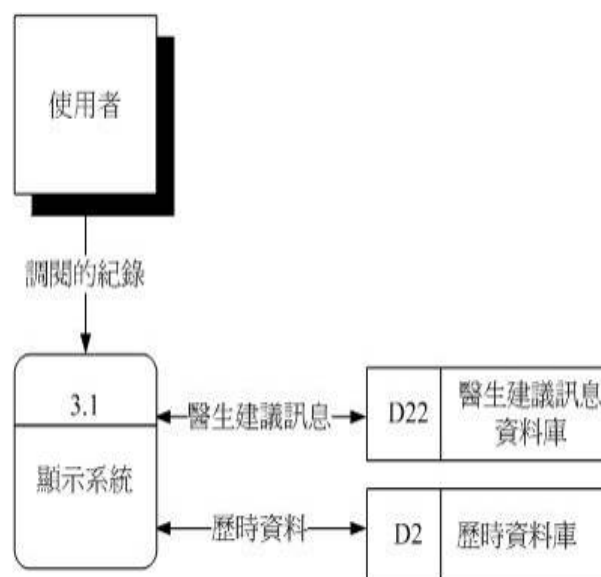 使用者
調閱的紀錄
3.1
顯示系統
醫生建議訊息
D22
醫生建議訊息
資料庫
歷時資料
D2
歷時資料庫